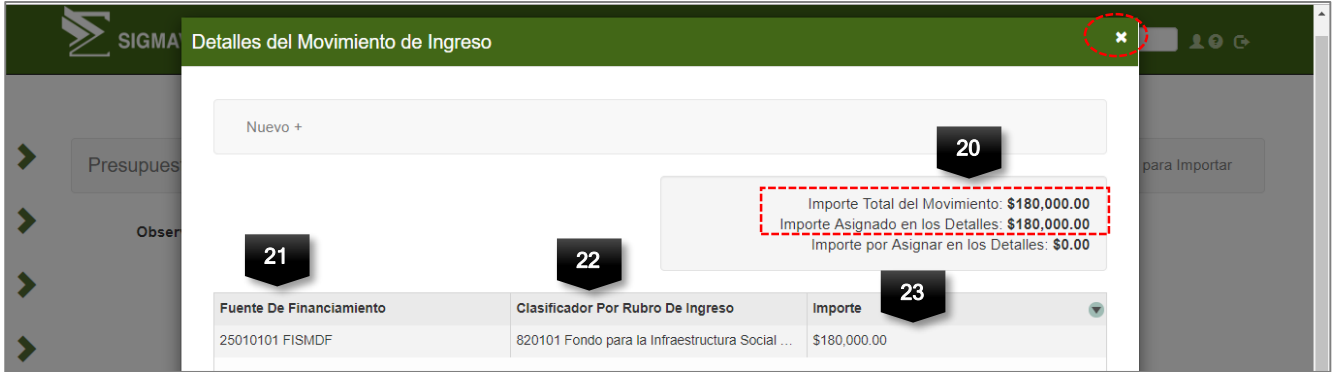 SIGMAV
Detalles del Movimiento de Ingreso
Nuevo +
20
Presupues
para Importar
Importe Total del Movimiento: $180,000.00
Importe Asignado en los Detalles: $180,000.00
Importe por Asignar en los Detalles: $0.00
Obser
21
22
23
Fuente De Financiamiento Clasificador Por Rubro De Ingreso Importe
25010101 FISMDF 820101 Fondo para la Infraestructura Social ... $180,000.00